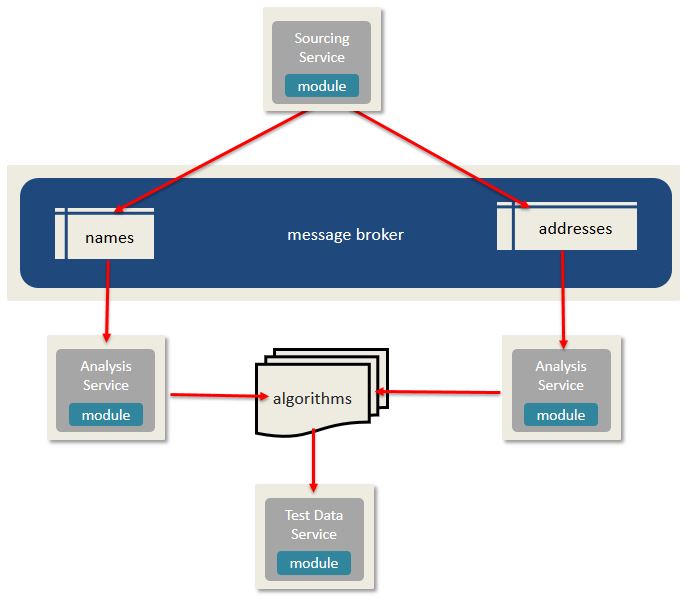 Sourcing
Service
module
names
message broker
addresses
Analysis
Service
module
algorithms
Analysis
Service
module
Test Data
Service
module